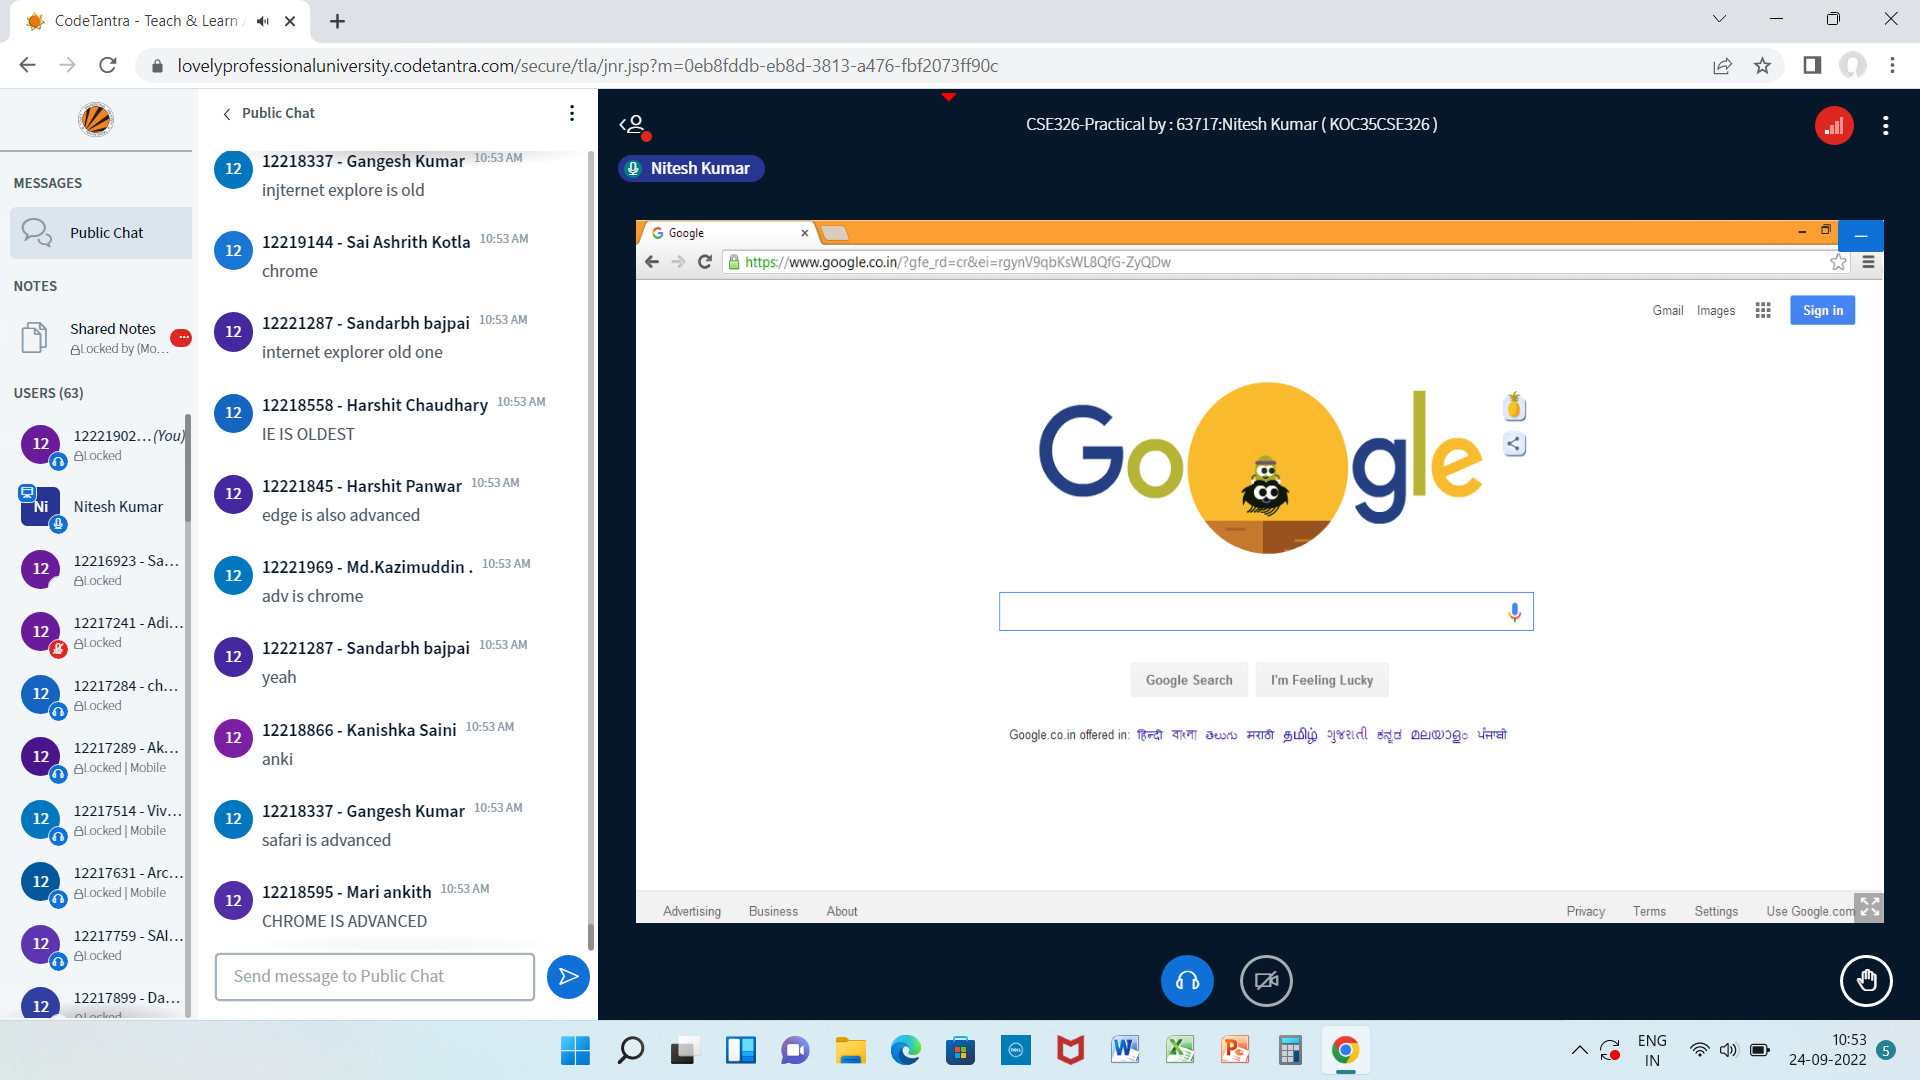 CodeTantra - Teach & Learn
lovelyprofessionaluniversity.codetantra.com/secure/tla/jnr.jsp?m=0eb8fddb-eb8d-3813-a476-fbf2073ff90c
MESSAGES
Public Chat
NOTES
Shared Notes
Locked by (Mo...
USERS (63)
12 12221902... (You)
Locked
Ni Nitesh Kumar
12 12216923 - Sa...
Locked
12 12217241 - Adi...
Locked
12 12217284 - ch...
Locked
12 12217289 - Ak...
Locked | Mobile
12 12217514 - Viv...
Locked | Mobile
12 12217631 - Arc...
Locked | Mobile
12 12217759 - SAI...
Locked
12 12217899 - Da...
Locked
Public Chat
12 12218337 - Gangesh Kumar 10:53 AM
injternet explore is old
12 12219144 - Sai Ashrith Kotla 10:53 AM
chrome
12 12221287 - Sandarbh bajpai 10:53 AM
internet explorer old one
12 12218558 - Harshit Chaudhary 10:53 AM
IE IS OLDEST
12 12221845 - Harshit Panwar 10:53 AM
edge is also advanced
12 12221969 - Md.Kazimuddin . 10:53 AM
adv is chrome
12 12221287 - Sandarbh bajpai 10:53 AM
yeah
12 12218866 - Kanishka Saini 10:53 AM
anki
12 12218337 - Gangesh Kumar 10:53 AM
safari is advanced
12 12218595 - Mari ankith 10:53 AM
CHROME IS ADVANCED
Send message to Public Chat
CSE326-Practical by : 63717:Nitesh Kumar ( KOC35CSE326 )
Nitesh Kumar
Google
https://www.google.co.in/?gfe_rd=cr&ei=rgynV9qbKsWL8QfG-ZyQDw
Gmail Images Sign in
Google
Google Search I'm Feeling Lucky
Google.co.in offered in: हिन्दी বাংলা తెలుగు मराठी தமிழ் ગુજરાતી ಕನ್ನಡ മലയാളം ਪੰਜਾਬੀ
Advertising Business About Privacy Terms Settings Use Google.com
DELL
ENG
IN
10:53
24-09-2022
5